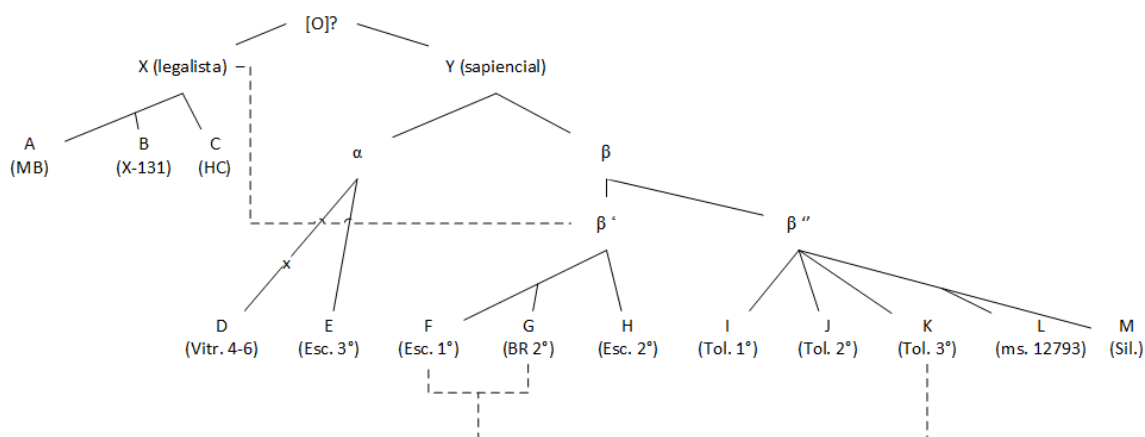 [O]?
X (legalista)
Y (sapiencial)
A
(MB)
B
(X-131)
C
(HC)
α
β
β ‘
β ‘’
x
D
(Vitr. 4-6)
E
(Esc. 3°)
F
(Esc. 1°)
G
(BR 2°)
H
(Esc. 2°)
I
(Tol. 1°)
J
(Tol. 2°)
K
(Tol. 3°)
L
(ms. 12793)
M
(Sil.)